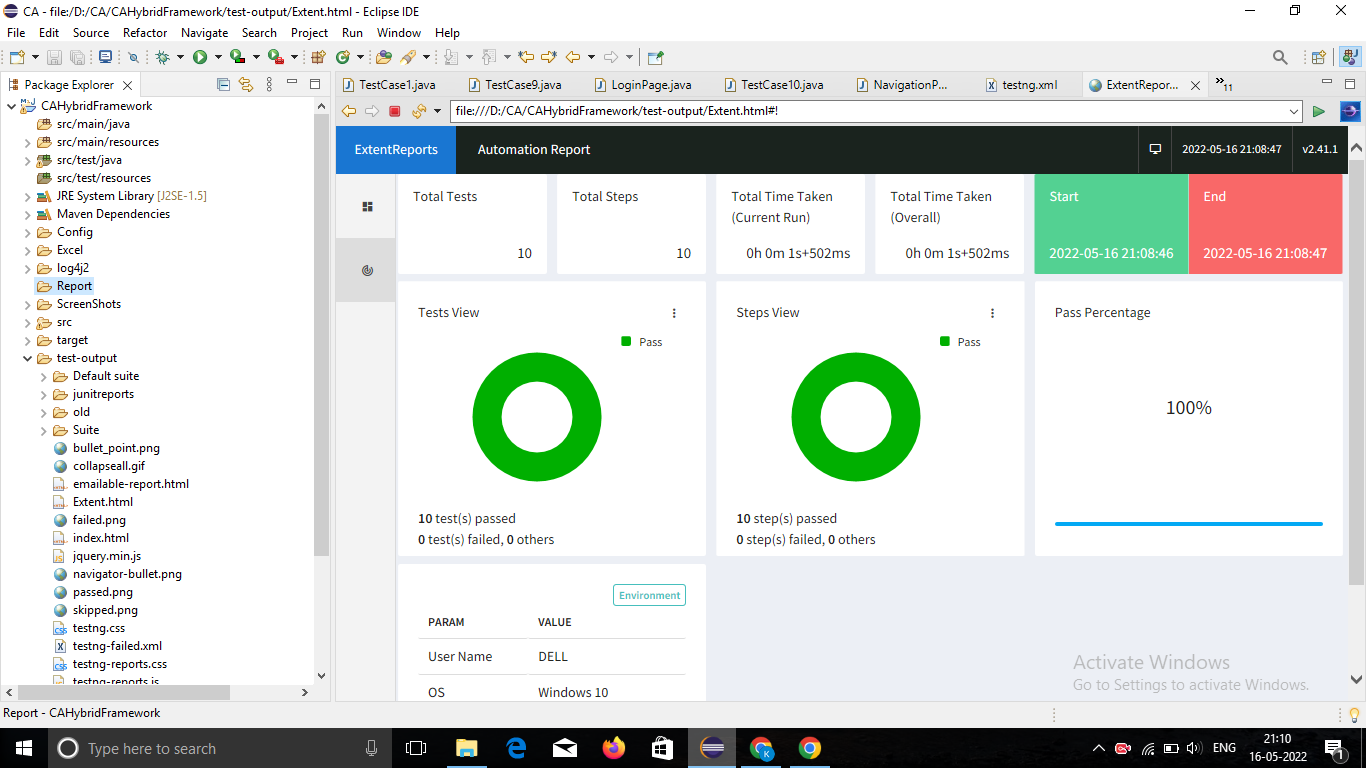 CA - file:/D:/CA/CAHybridFramework/test-output/Extent.html - Eclipse IDE
File Edit Source Refactor Navigate Search Project Run Window Help
Package Explorer
CAHybridFramework
src/main/java
src/main/resources
src/test/java
src/test/resources
JRE System Library [J2SE-1.5]
Maven Dependencies
Config
Excel
log4j2
Report
ScreenShots
src
target
test-output
Default suite
junitreports
old
Suite
bullet_point.png
collapseall.gif
emailable-report.html
Extent.html
failed.png
index.html
jquery.min.js
navigator-bullet.png
passed.png
skipped.png
testng.css
testng-failed.xml
testng-reports.css
testng-reports.js
TestCase1.java TestCase9.java LoginPage.java TestCase10.java NavigationP... testng.xml ExtentRepor... 11
file:///D:/CA/CAHybridFramework/test-output/Extent.html#!
ExtentReports Automation Report 2022-05-16 21:08:47 v2.41.1
Total Tests
10
Total Steps
10
Total Time Taken
(Current Run)
0h 0m 1s+502ms
Total Time Taken
(Overall)
0h 0m 1s+502ms
Start
2022-05-16 21:08:46
End
2022-05-16 21:08:47
Tests View
Pass
10 test(s) passed
0 test(s) failed, 0 others
Steps View
Pass
10 step(s) passed
0 step(s) failed, 0 others
Pass Percentage
100%
Environment
PARAM VALUE
User Name DELL
OS Windows 10
Activate Windows
Go to Settings to activate Windows.
Report - CAHybridFramework
Type here to search
K
ENG
21:10
16-05-2022
1